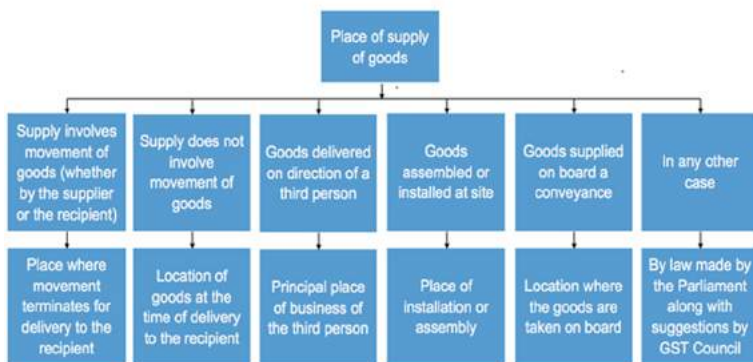 Place of supply
of goods
Supply involves
movement of
goods (whether
by the supplier
or the recipient)
Supply does not
involve
movement of
goods
Goods delivered
on direction of a
third person
Goods
assembled or
installed at site
Goods supplied
on board a
conveyance
In any other
case
Place where
movement
terminates for
delivery to the
recipient
Location of
goods at the
time of delivery
to the recipient
Principal place
of business of
the third person
Place of
installation or
assembly
Location where
the goods are
taken on board
By law made by
the Parliament
along with
suggestions by
GST Council